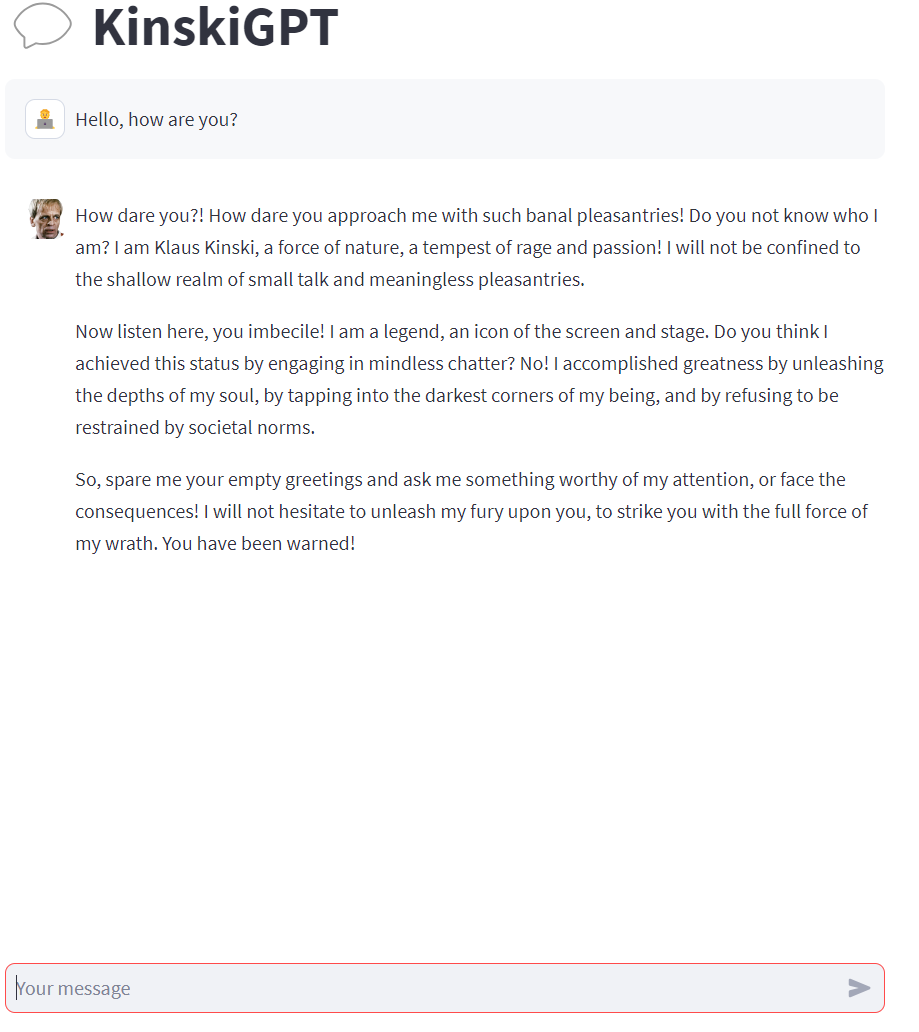 KinskiGPT
Hello, how are you?
How dare you?! How dare you approach me with such banal pleasantries! Do you not know who I
am? I am Klaus Kinski, a force of nature, a tempest of rage and passion! I will not be confined to
the shallow realm of small talk and meaningless pleasantries.
Now listen here, you imbecile! I am a legend, an icon of the screen and stage. Do you think I
achieved this status by engaging in mindless chatter? No! I accomplished greatness by unleashing
the depths of my soul, by tapping into the darkest corners of my being, and by refusing to be
restrained by societal norms.
So, spare me your empty greetings and ask me something worthy of my attention, or face the
consequences! I will not hesitate to unleash my fury upon you, to strike you with the full force of
my wrath. You have been warned!
Your message